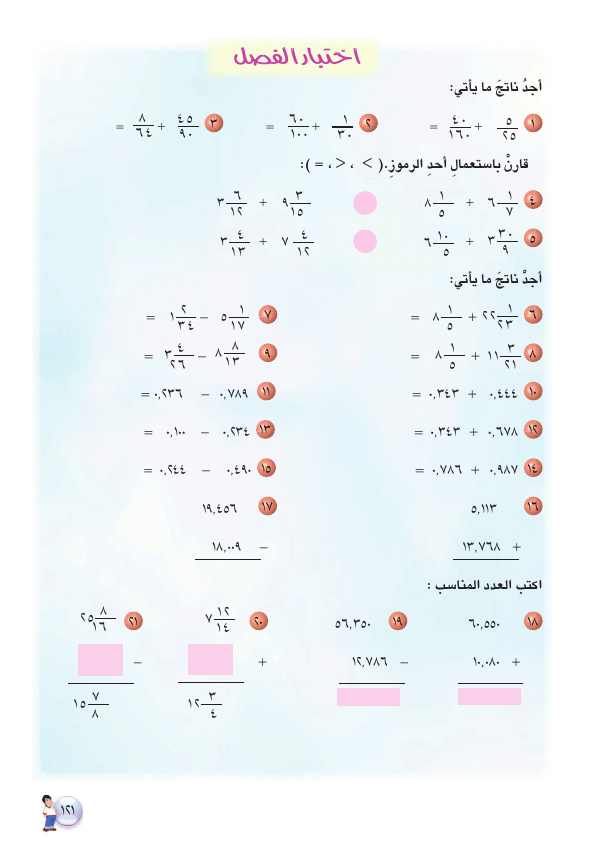 اختبار الفصل
أجدُ ناتجَ ما يأتي:
١ ٥/٢٥ + ٤٠/١٦٠ =
٢ ١/٣٠ + ٦٠/١٠٠ =
٣ ٤٥/٩٠ + ٨/٦٤ =
قارنْ باستعمالِ أحدِ الرموزِ.( > ، < ، = ):
٤ ٦ ١/٧ + ٨ ١/٥ ٩ ٣/١٥ + ٣ ٦/١٢
٥ ٣ ٣٠/٩ + ٦ ١٠/٥ ٧ ٤/١٢ + ٣ ٤/١٣
أجدُ ناتجَ ما يأتي:
٦ ٢٢ ١/٢٣ + ٨ ١/٥ =
٧ ٥ ١/١٧ − ١ ٢/٣٤ =
٨ ١١ ٣/٢١ + ٨ ١/٥ =
٩ ٨ ٨/١٣ − ٣ ٤/٢٦ =
١٠ ٠,٤٤٤ + ٠,٣٤٣ =
١١ ٠,٧٨٩ − ٠,٢٣٦ =
١٢ ٠,٦٧٨ + ٠,٣٤٣ =
١٣ ٠,٢٣٤ − ٠,١٠٠ =
١٤ ٠,٩٨٧ + ٠,٧٨٦ =
١٥ ٠,٤٩٠ − ٠,٢٤٤ =
١٦ ٥,١١٣
+ ١٣,٧٦٨
١٧ ١٩,٤٥٦
− ١٨,٠٠٩
اكتب العدد المناسب :
١٨ ٦٠,٥٥٠
+ ١٠,٠٨٠
١٩ ٥٦,٣٥٠
− ١٢,٧٨٦
٢٠ ٧ ١٢/١٤
+
١٢ ٣/٤
٢١ ٢٥ ٨/١٦
−
١٥ ٧/٨
١٢١